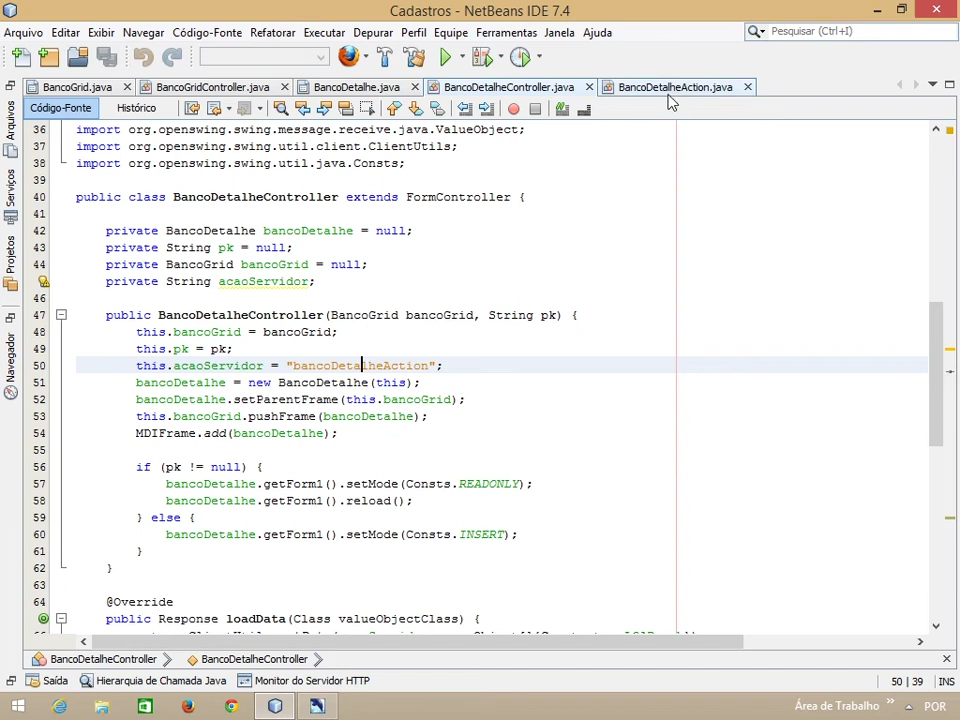 Cadastros - NetBeans IDE 7.4
Arquivo Editar Exibir Navegar Código-Fonte Refatorar Executar Depurar Perfil Equipe Ferramentas Janela Ajuda
Pesquisar (Ctrl+I)
BancoGrid.java BancoGridController.java BancoDetalhe.java BancoDetalheController.java BancoDetalheAction.java
Código-Fonte Histórico
Arquivos
Serviços
Projetos
Navegador
36 import org.openswing.swing.message.receive.java.ValueObject;
37 import org.openswing.swing.util.client.ClientUtils;
38 import org.openswing.swing.util.java.Consts;
39
40 public class BancoDetalheController extends FormController {
41
42 private BancoDetalhe bancoDetalhe = null;
43 private String pk = null;
44 private BancoGrid bancoGrid = null;
private String acaoServidor;
46
47 public BancoDetalheController(BancoGrid bancoGrid, String pk) {
48 this.bancoGrid = bancoGrid;
49 this.pk = pk;
50 this.acaoServidor = "bancoDetalheAction";
51 bancoDetalhe = new BancoDetalhe(this);
52 bancoDetalhe.setParentFrame(this.bancoGrid);
53 this.bancoGrid.pushFrame(bancoDetalhe);
54 MDIFrame.add(bancoDetalhe);
55
56 if (pk != null) {
57 bancoDetalhe.getForm1().setMode(Consts.READONLY);
58 bancoDetalhe.getForm1().reload();
59 } else {
60 bancoDetalhe.getForm1().setMode(Consts.INSERT);
61 }
62 }
63
64 @Override
public Response loadData(Class valueObjectClass) {
BancoDetalheController BancoDetalheController
Saída Hierarquia de Chamada Java Monitor do Servidor HTTP 50 | 39 INS
Área de Trabalho » POR